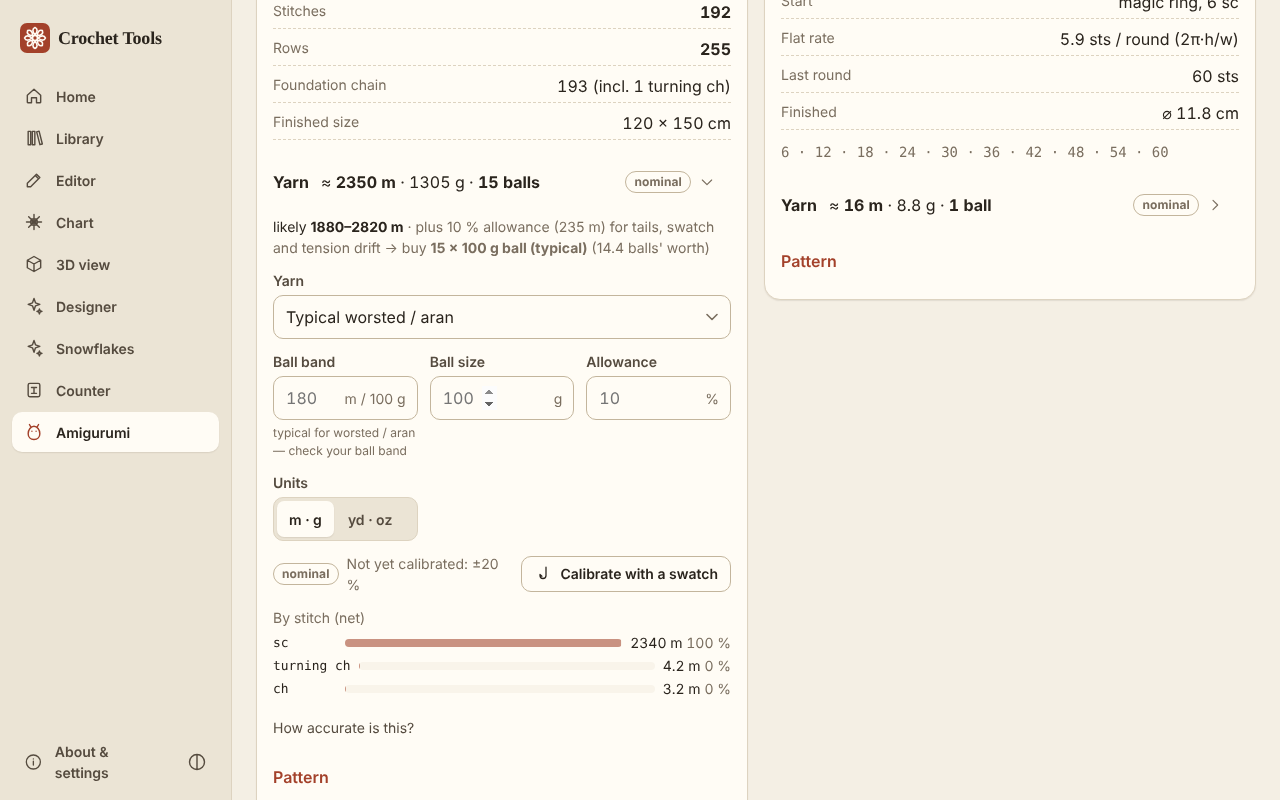 Crochet Tools
Home
Library
Editor
Chart
3D view
Designer
Snowflakes
Counter
Amigurumi
About &
settings
Stitches 192
Rows 255
Foundation chain 193 (incl. 1 turning ch)
Finished size 120 × 150 cm
Yarn ≈ 2350 m · 1305 g · 15 balls nominal
likely 1880–2820 m · plus 10 % allowance (235 m) for tails, swatch
and tension drift → buy 15 × 100 g ball (typical) (14.4 balls' worth)
Yarn
Typical worsted / aran
Ball band Ball size Allowance
180 m / 100 g 100 g 10 %
typical for worsted / aran
— check your ball band
Units
m · g yd · oz
nominal Not yet calibrated: ±20
%
Calibrate with a swatch
By stitch (net)
sc 2340 m 100 %
turning ch 4.2 m 0 %
ch 3.2 m 0 %
How accurate is this?
Pattern
Start magic ring, 6 sc
Flat rate 5.9 sts / round (2π·h/w)
Last round 60 sts
Finished ⌀ 11.8 cm
6 · 12 · 18 · 24 · 30 · 36 · 42 · 48 · 54 · 60
Yarn ≈ 16 m · 8.8 g · 1 ball nominal
Pattern